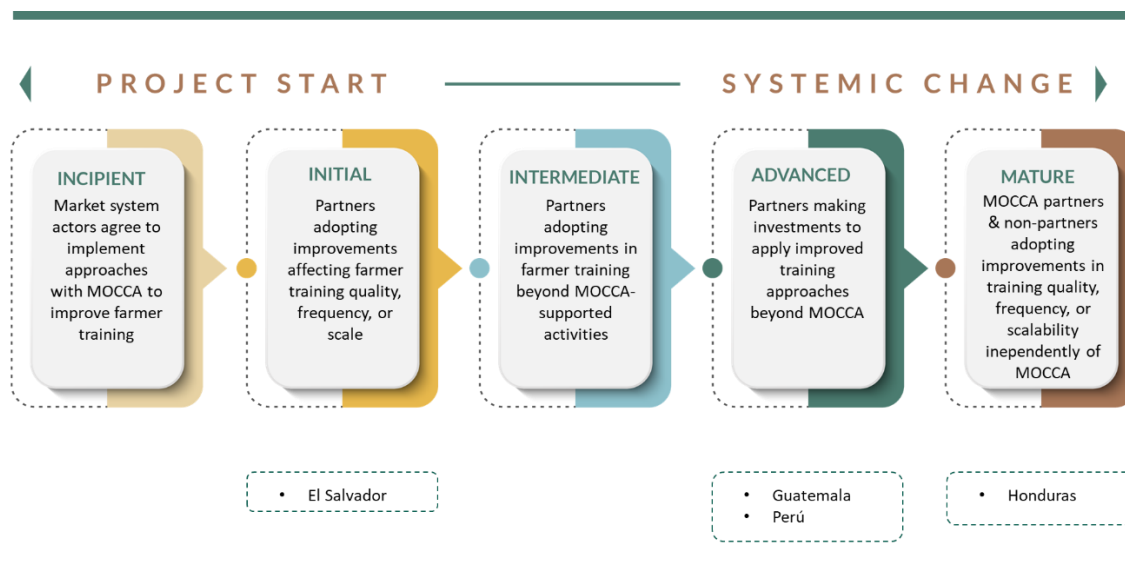 PROJECT START
SYSTEMIC CHANGE
INCIPIENT
Market system
actors agree to
implement
approaches
with MOCCA to
improve farmer
training
INITIAL
Partners
adopting
improvements
affecting farmer
training quality,
frequency, or
scale
INTERMEDIATE
Partners
adopting
improvements in
farmer training
beyond MOCCA-
supported
activities
ADVANCED
Partners making
investments to
apply improved
training
approaches
beyond MOCCA
MATURE
MOCCA partners
& non-partners
adopting
improvements in
training quality,
frequency, or
scalability
inependently of
MOCCA
• El Salvador
• Guatemala
• Perú
• Honduras